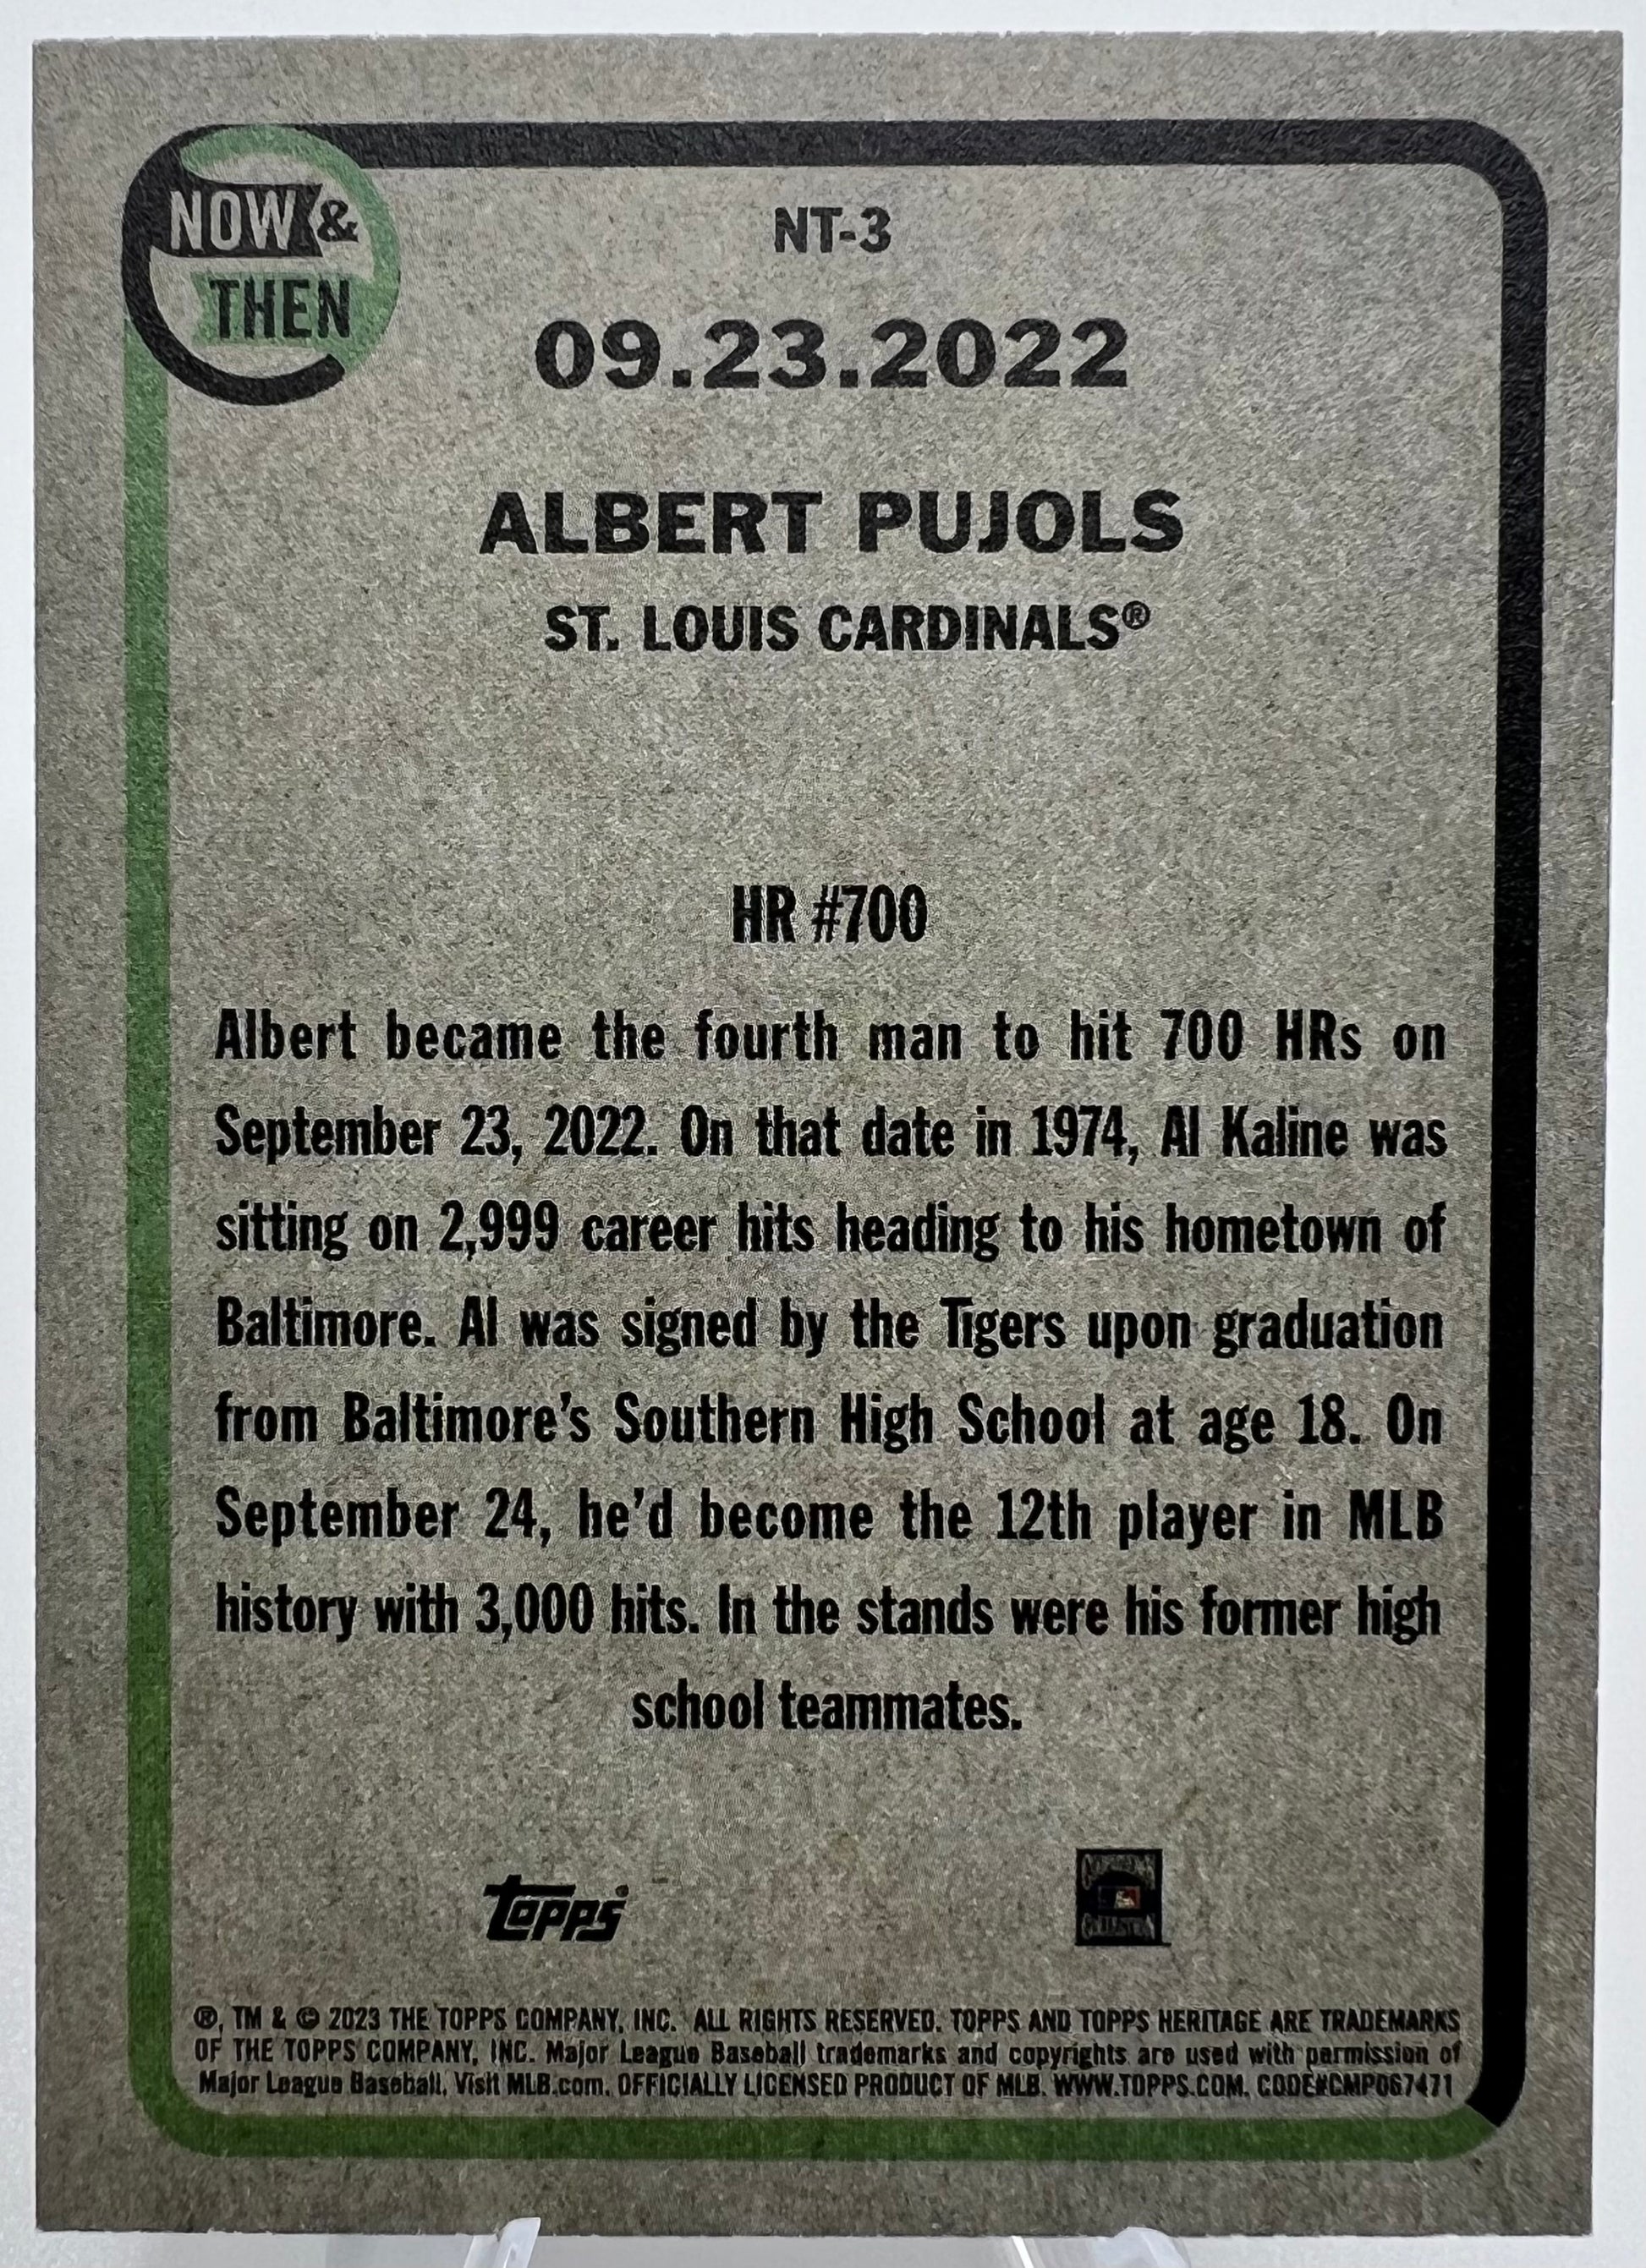 NOW &
THEN
NT-3
09.23.2022
ALBERT PUJOLS
ST. LOUIS CARDINALS®
HR #700
Albert became the fourth man to hit 700 HRs on
September 23, 2022. On that date in 1974, Al Kaline was
sitting on 2,999 career hits heading to his hometown of
Baltimore. Al was signed by the Tigers upon graduation
from Baltimore's Southern High School at age 18. On
September 24, he'd become the 12th player in MLB
history with 3,000 hits. In the stands were his former high
school teammates.
topps
COOPERSTOWN
COLLECTION
®, TM & © 2023 THE TOPPS COMPANY, INC. ALL RIGHTS RESERVED. TOPPS AND TOPPS HERITAGE ARE TRADEMARKS
OF THE TOPPS COMPANY, INC. Major League Baseball trademarks and copyrights are used with permission of
Major League Baseball. Visit MLB.com. OFFICIALLY LICENSED PRODUCT OF MLB. WWW.TOPPS.COM. CODE#CMP067471